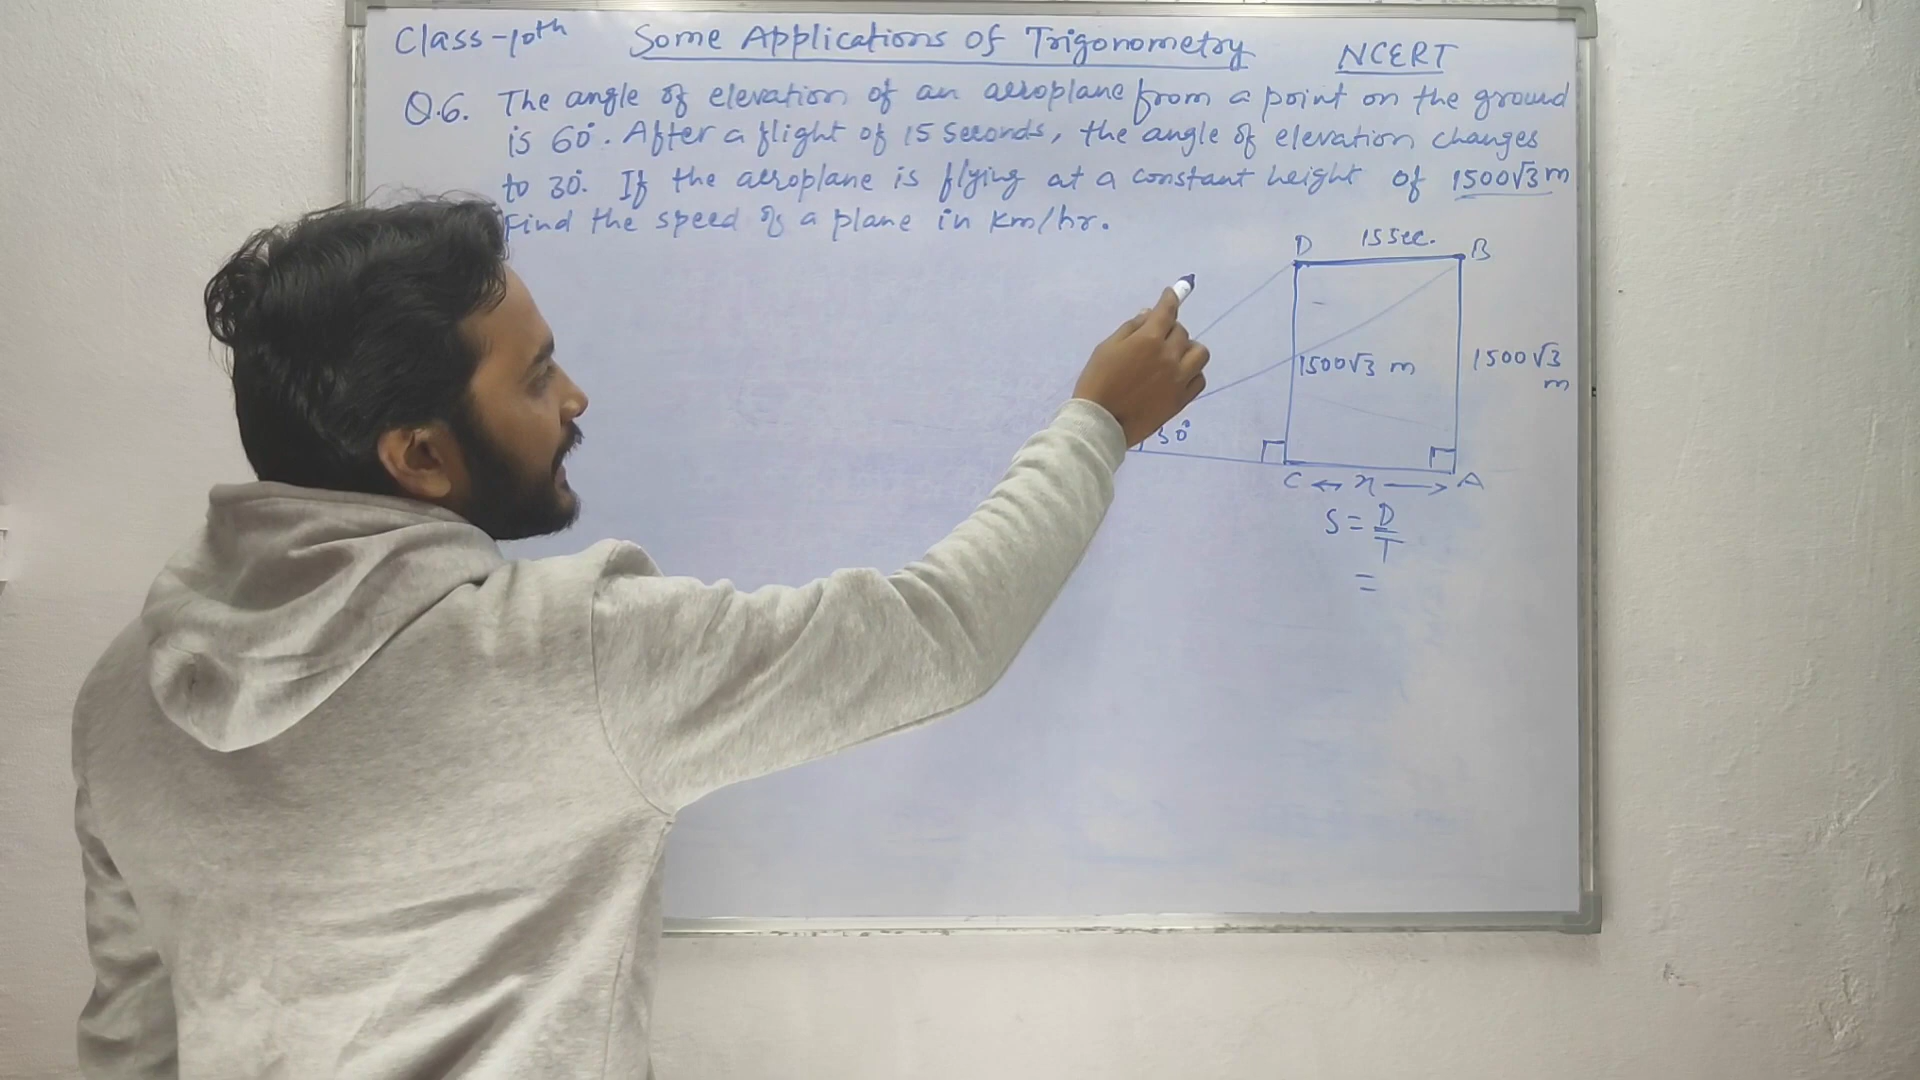 Class-10th Some Applications of Trigonometry NCERT
Q.6. The angle of elevation of an aeroplane from a point on the ground
is 60°. After a flight of 15 seconds, the angle of elevation changes
to 30°. If the aeroplane is flying at a constant height of 1500√3 m
Find the speed of a plane in km/hr.
D 15 sec. B
1500√3 m 1500√3
m
30°
C ← x → A
S = D/T
=